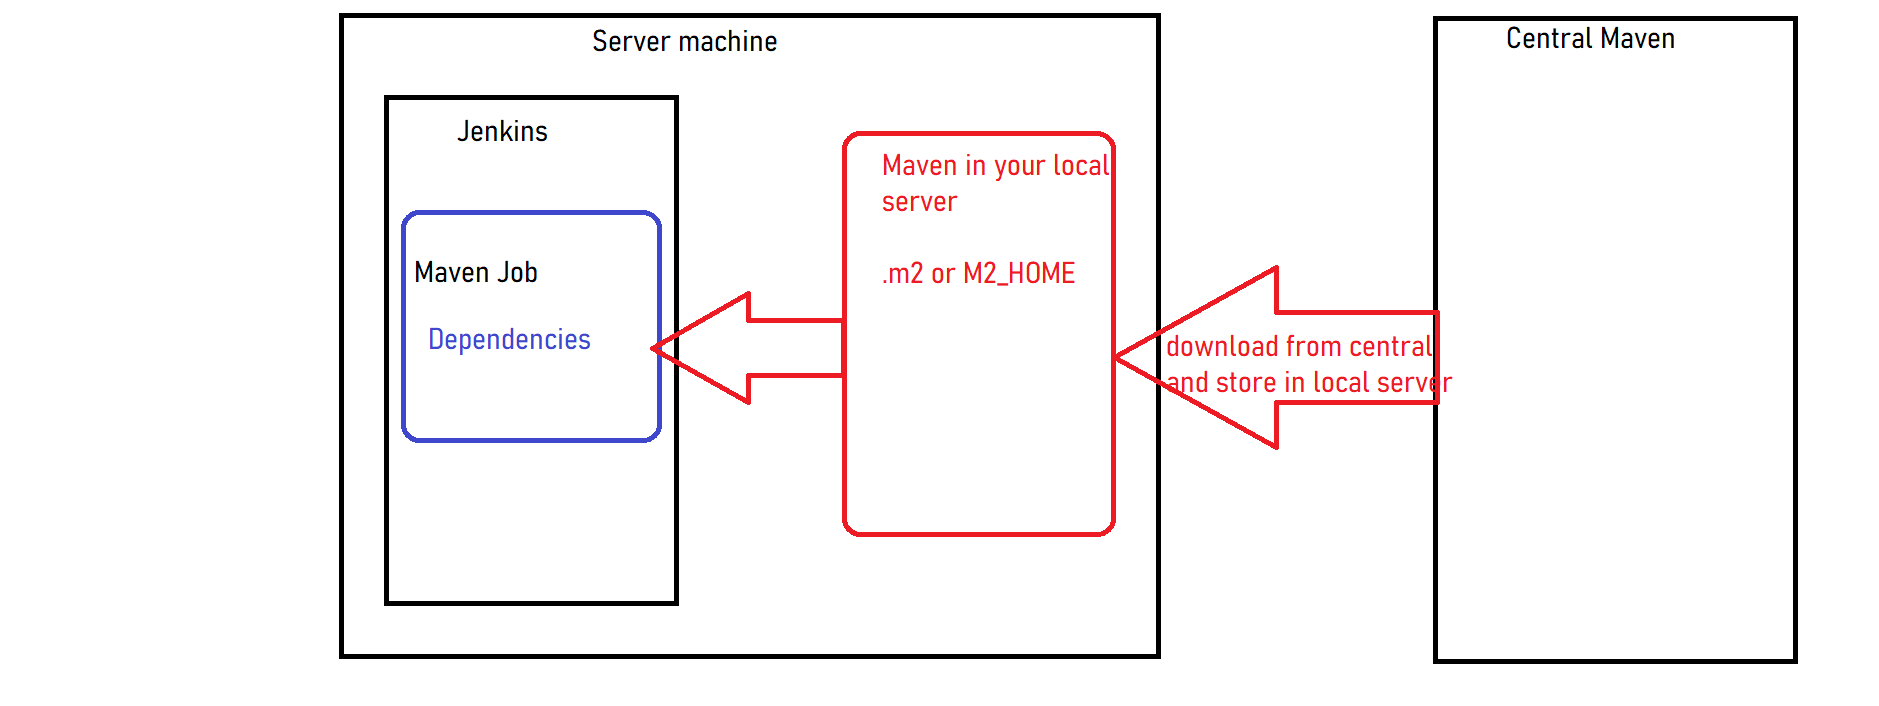 Server machine
Central Maven
Jenkins
Maven in your local
server
.m2 or M2_HOME
Maven Job
Dependencies
download from central
and store in local server